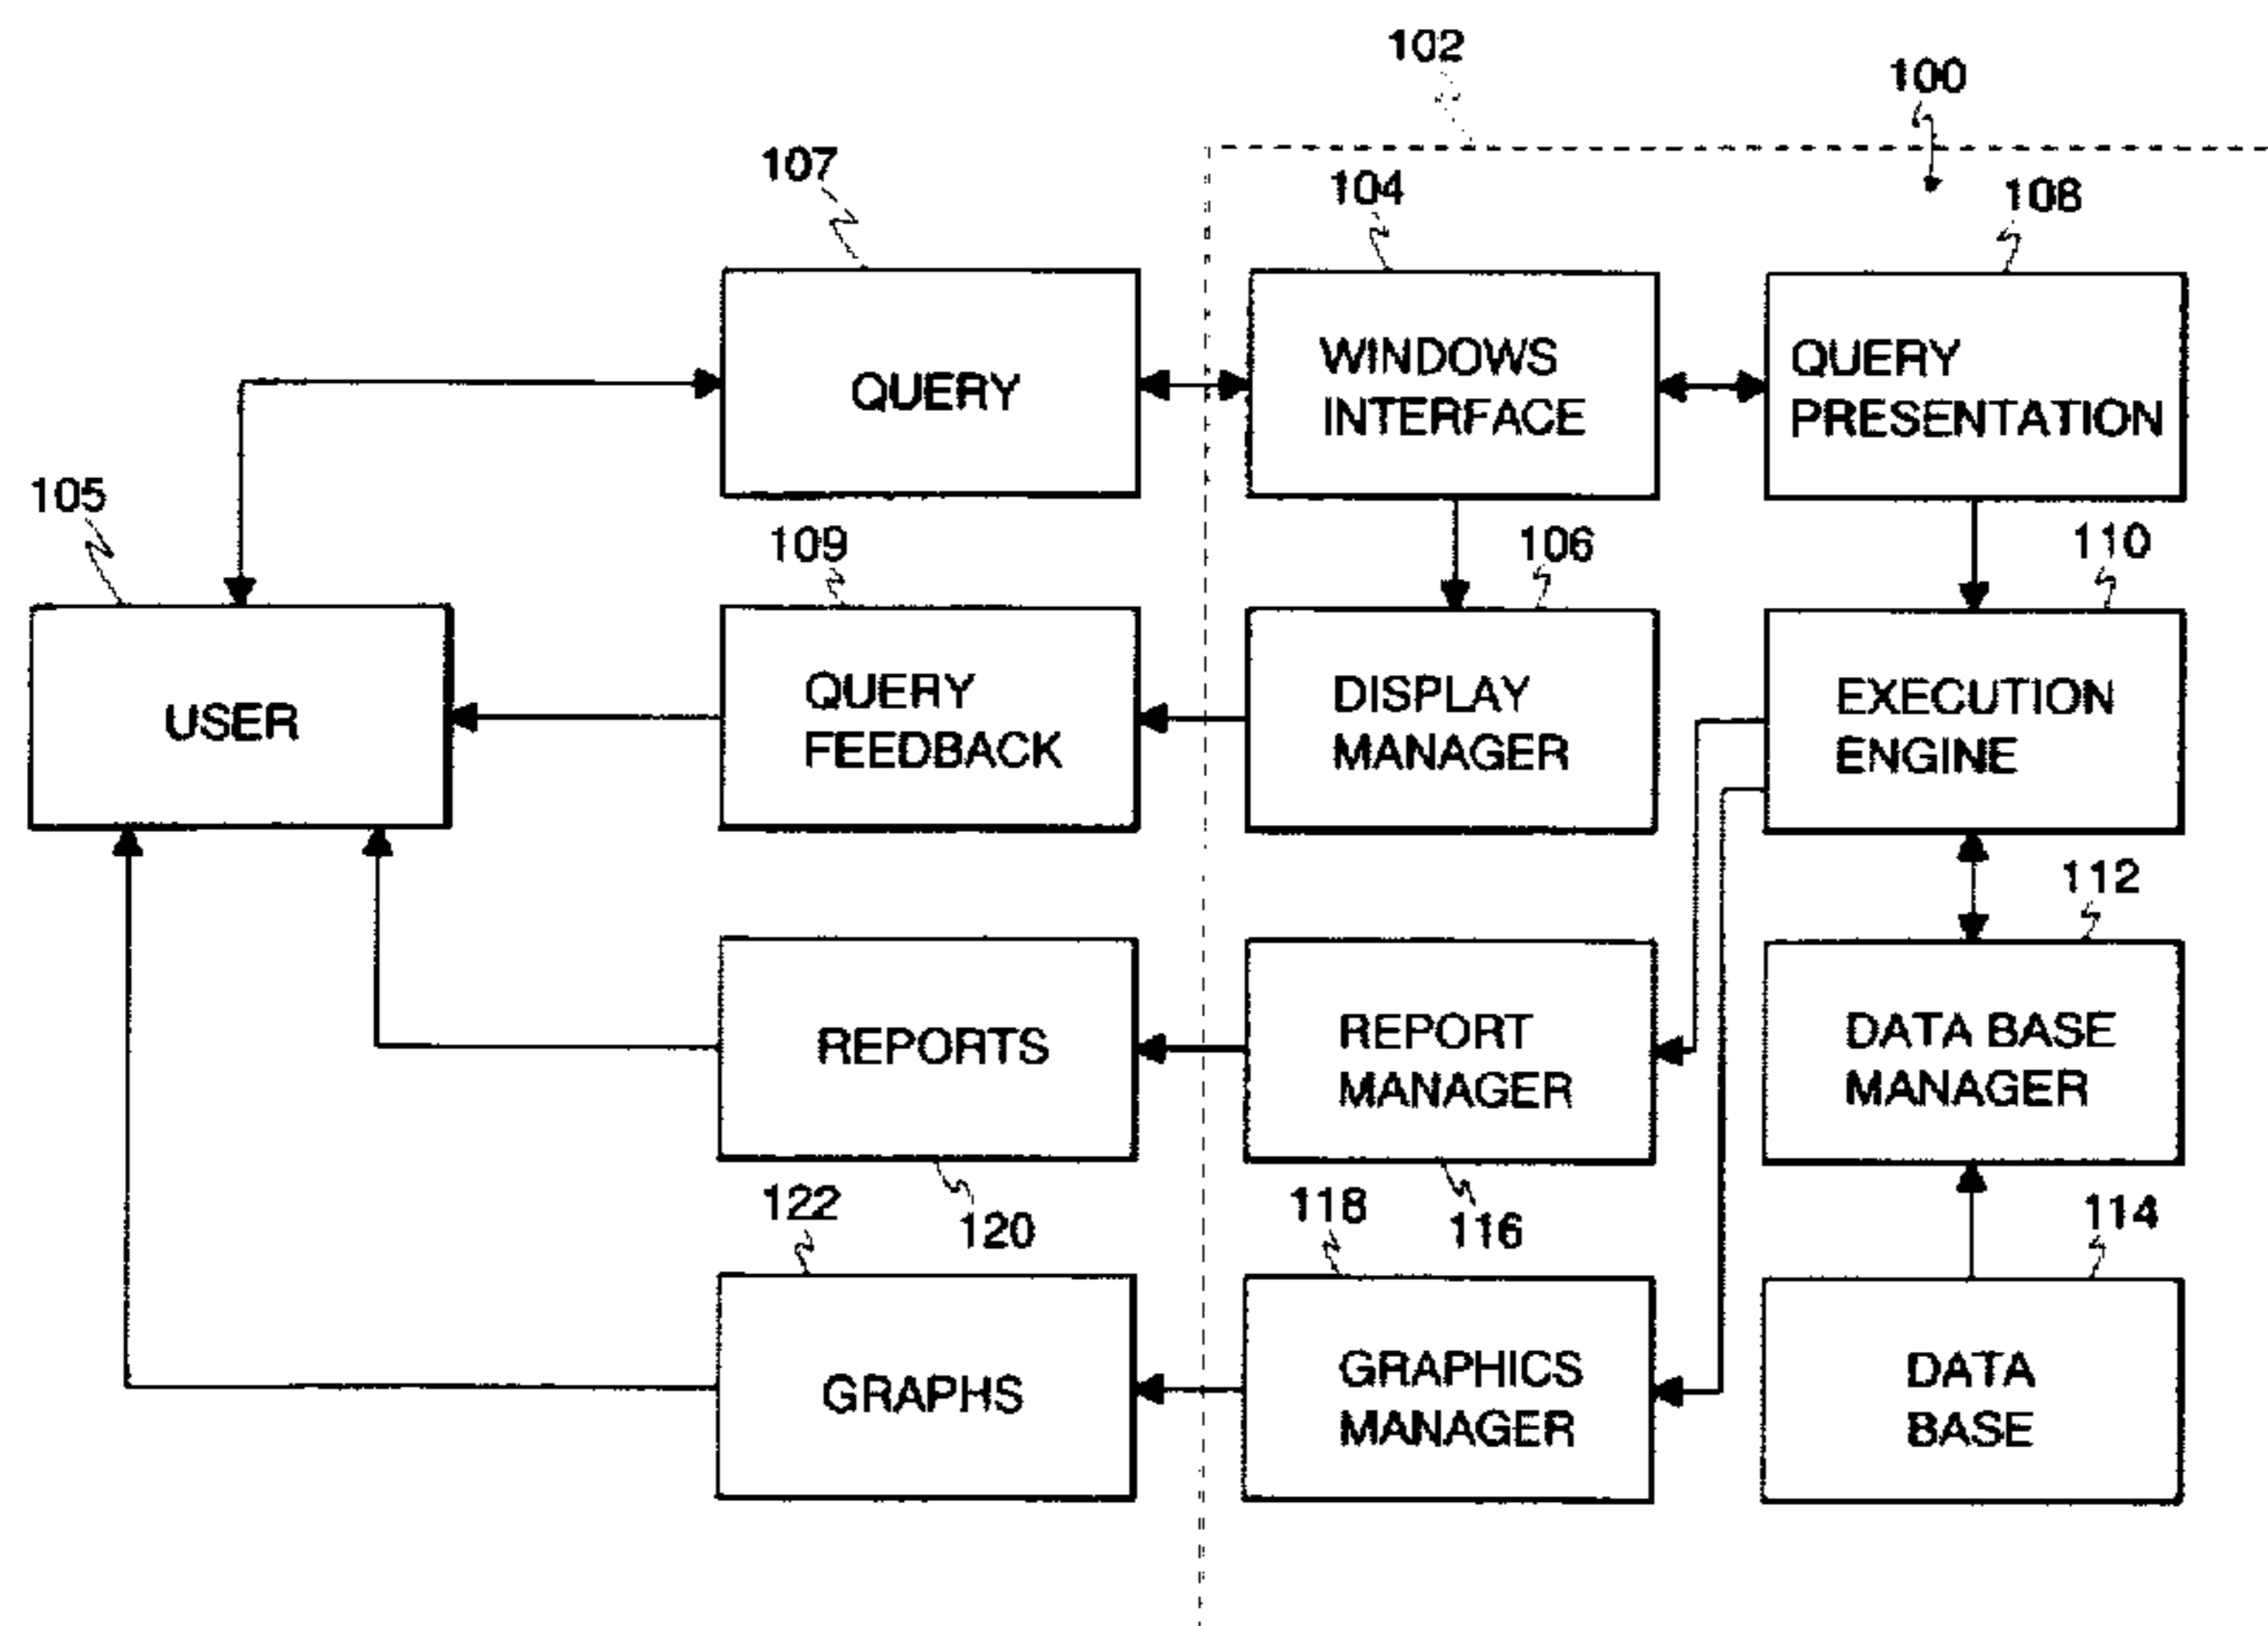 102
100
107
104
108
QUERY
WINDOWS
INTERFACE
QUERY
PRESENTATION
105
109
106
110
USER
QUERY
FEEDBACK
DISPLAY
MANAGER
EXECUTION
ENGINE
112
REPORTS
REPORT
MANAGER
DATA BASE
MANAGER
122
120
118
116
114
GRAPHS
GRAPHICS
MANAGER
DATA
BASE